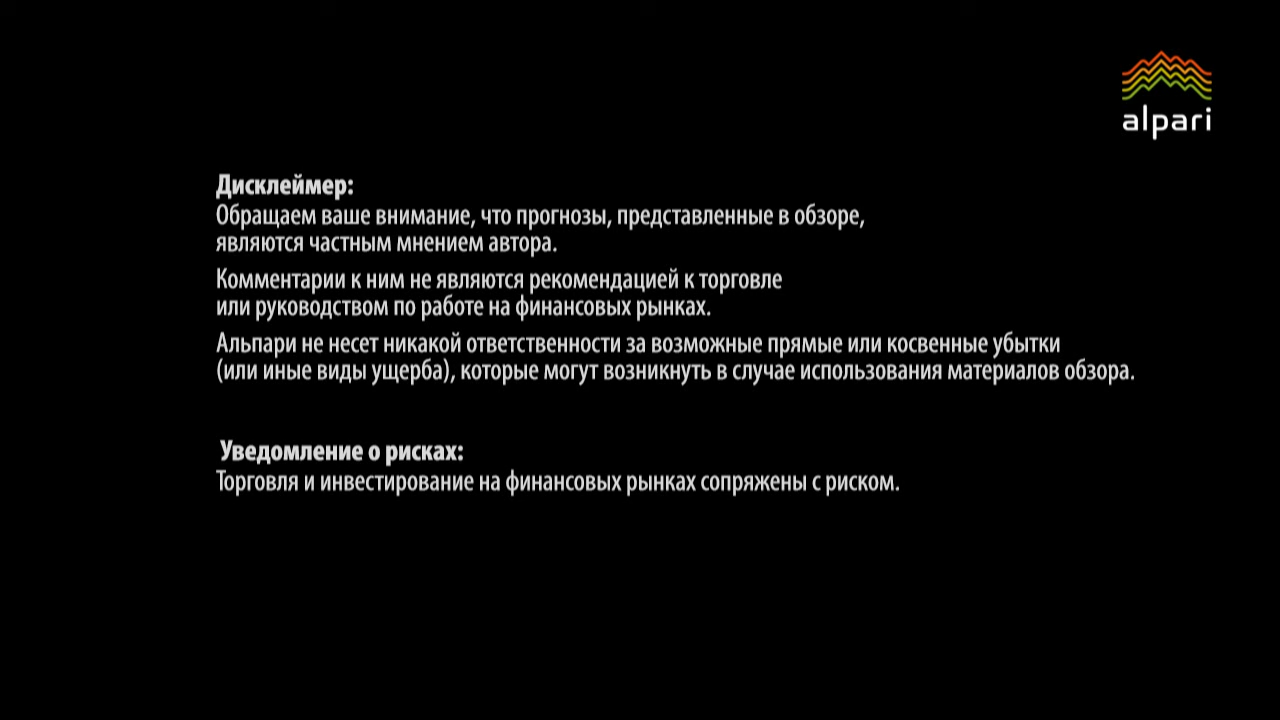 alpari
Дисклеймер:
Обращаем ваше внимание, что прогнозы, представленные в обзоре,
являются частным мнением автора.
Комментарии к ним не являются рекомендацией к торговле
или руководством по работе на финансовых рынках.
Альпари не несет никакой ответственности за возможные прямые или косвенные убытки
(или иные виды ущерба), которые могут возникнуть в случае использования материалов обзора.
Уведомление о рисках:
Торговля и инвестирование на финансовых рынках сопряжены с риском.